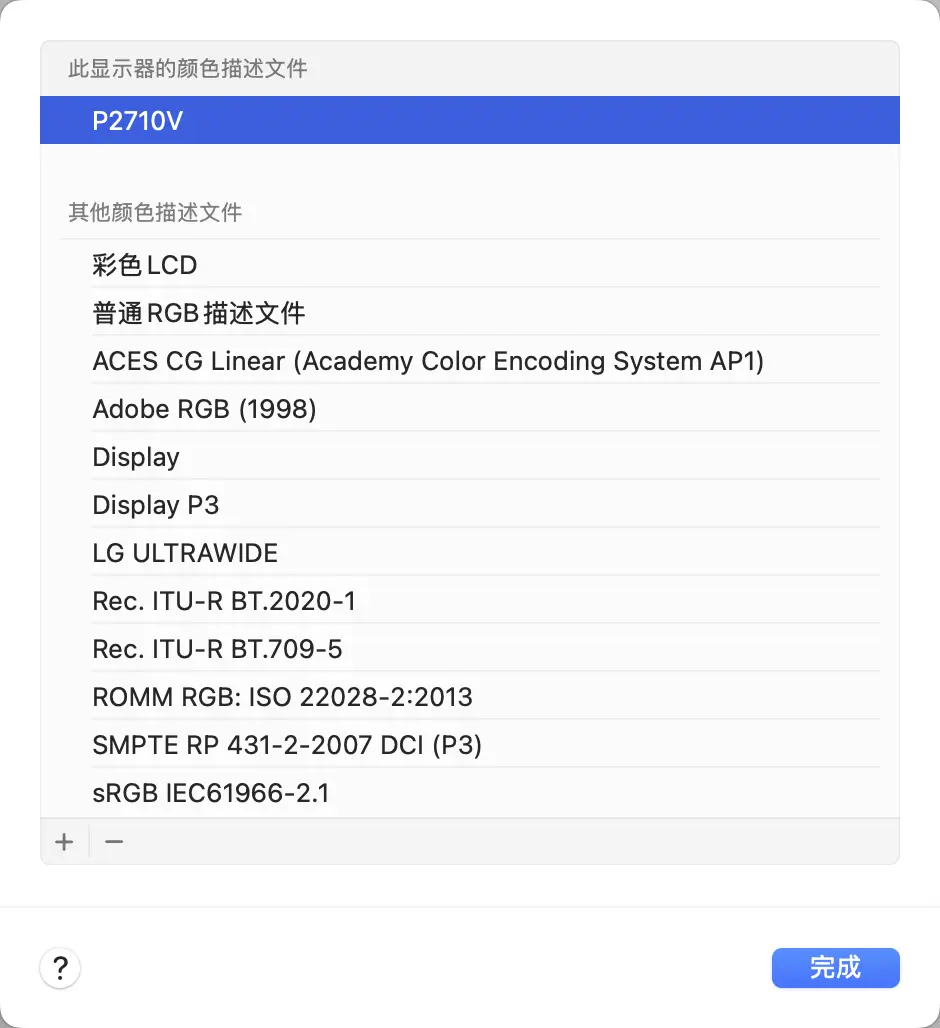 此显示器的颜色描述文件
P2710V
其他颜色描述文件
彩色LCD
普通RGB描述文件
ACES CG Linear (Academy Color Encoding System AP1)
Adobe RGB (1998)
Display
Display P3
LG ULTRAWIDE
Rec. ITU-R BT.2020-1
Rec. ITU-R BT.709-5
ROMM RGB: ISO 22028-2:2013
SMPTE RP 431-2-2007 DCI (P3)
sRGB IEC61966-2.1
+ −
? 完成